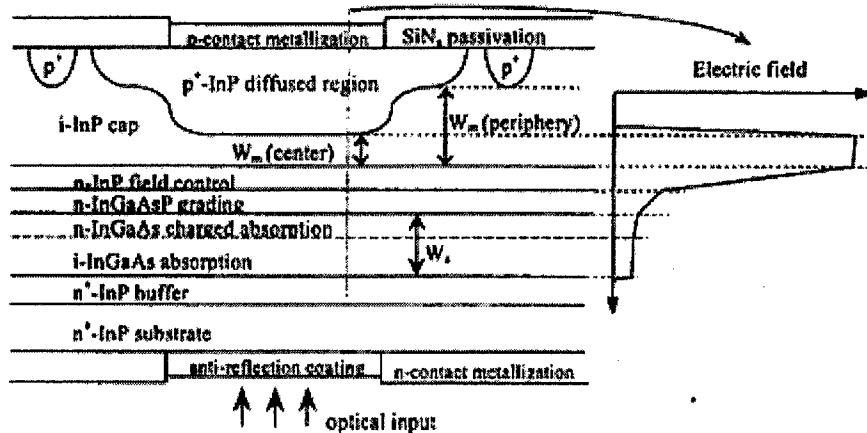 p-contact metallization
SiNx passivation
p+
p+
p+-InP diffused region
Electric field
i-InP cap
Wm (periphery)
Wm (center)
n-InP field control
n-InGaAsP grading
n-InGaAs charged absorption
i-InGaAs absorption
n+-InP buffer
n+-InP substrate
anti-reflection coating
n-contact metallization
optical input